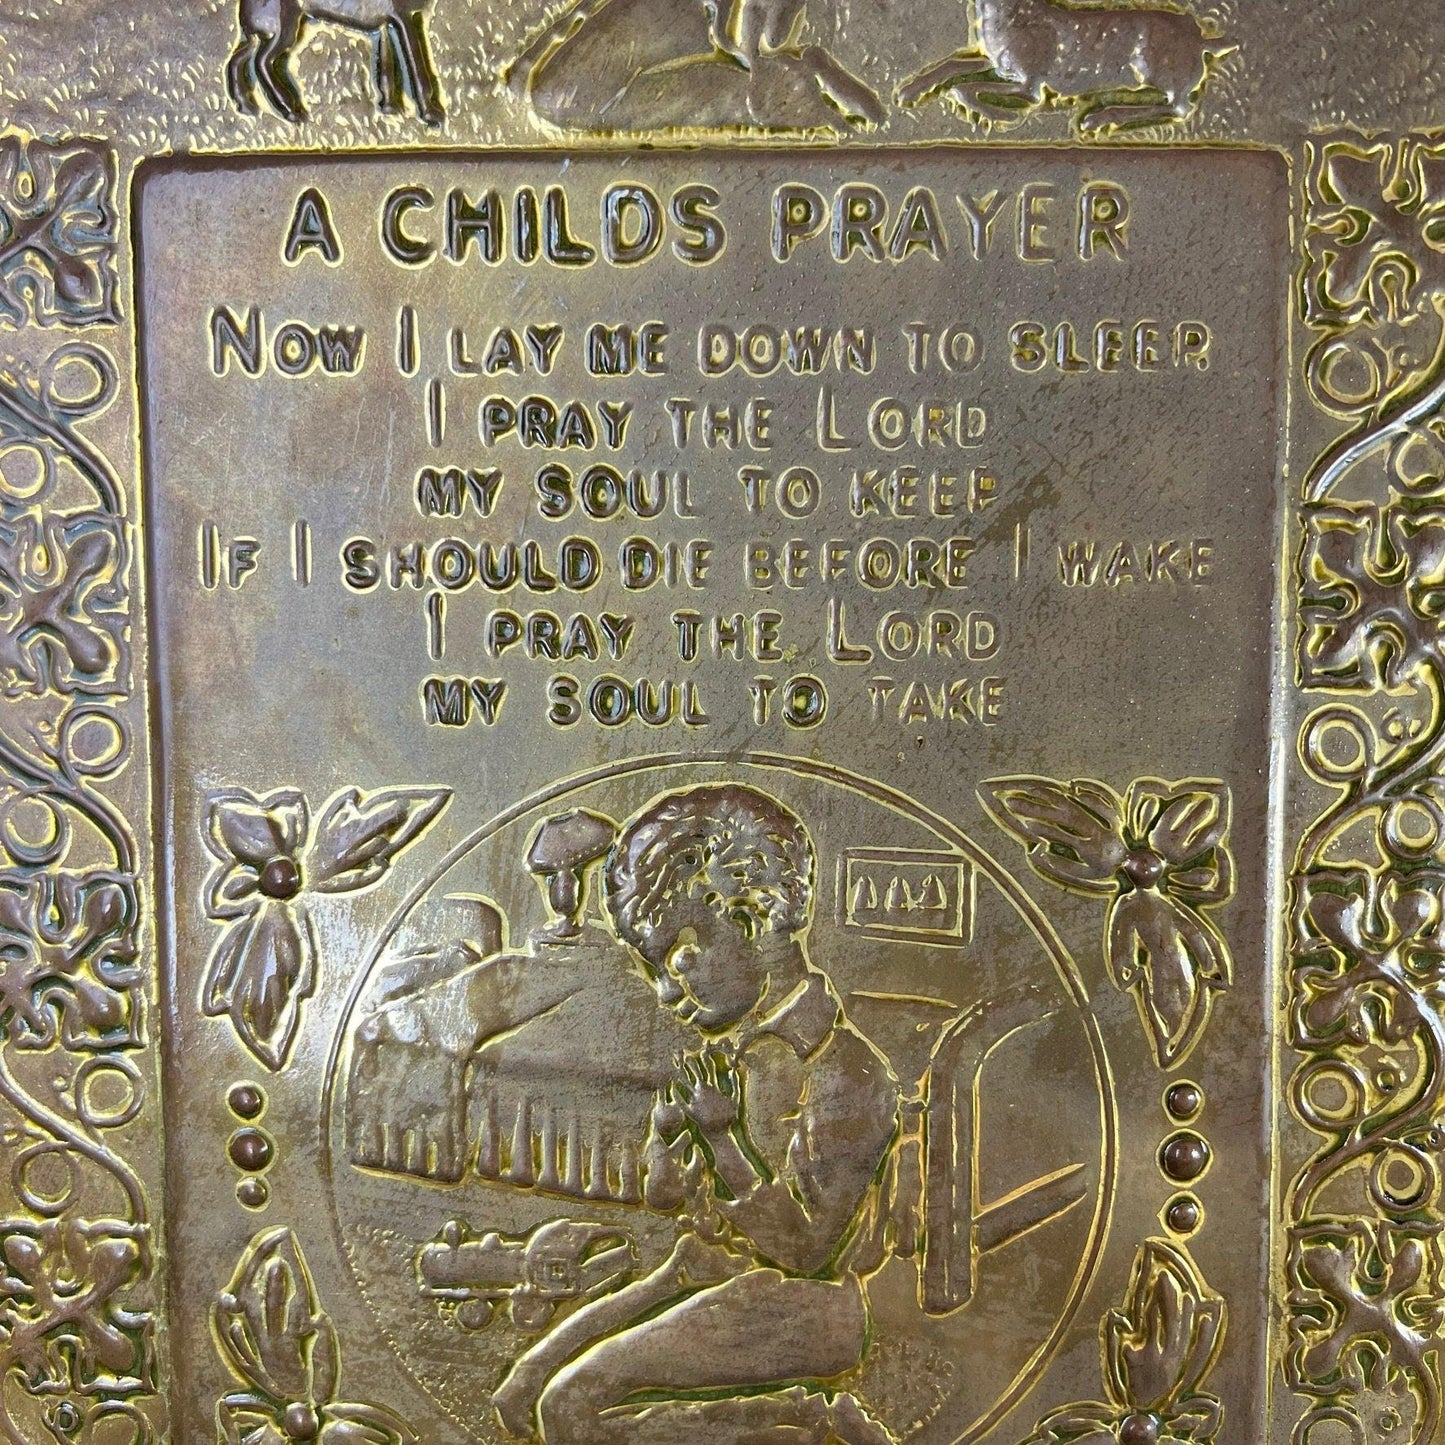 A CHILDS PRAYER
NOW I LAY ME DOWN TO SLEEP.
I PRAY THE LORD
MY SOUL TO KEEP
IF I SHOULD DIE BEFORE I WAKE
I PRAY THE LORD
MY SOUL TO TAKE